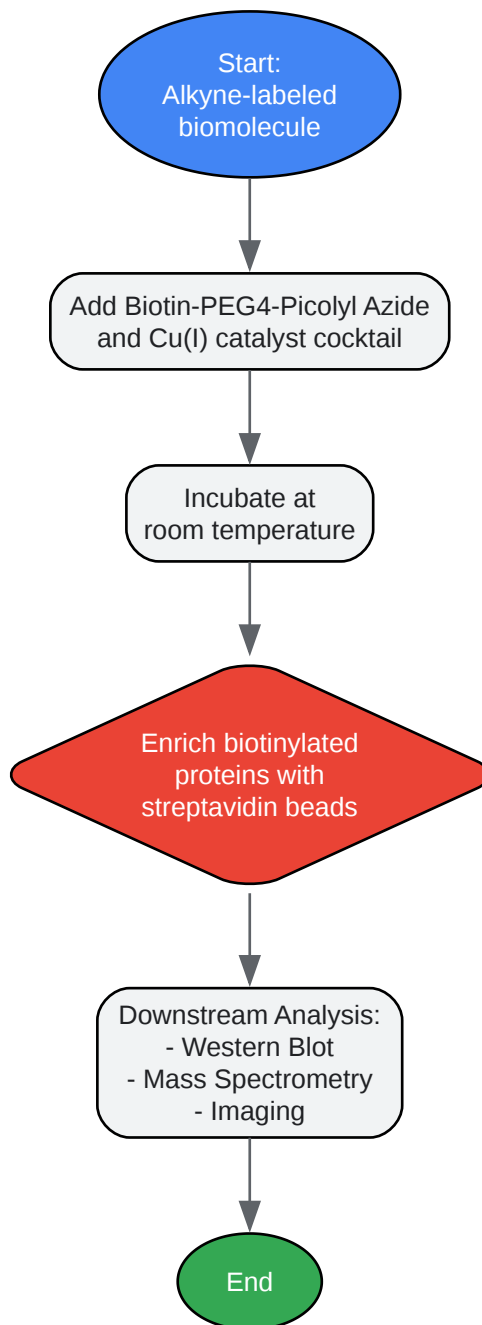 Start:
Alkyne-labeled
biomolecule
Add Biotin-PEG4-Picolyl Azide
and Cu(I) catalyst cocktail
Incubate at
room temperature
Enrich biotinylated
proteins with
streptavidin beads
Downstream Analysis:
- Western Blot
- Mass Spectrometry
- Imaging
End